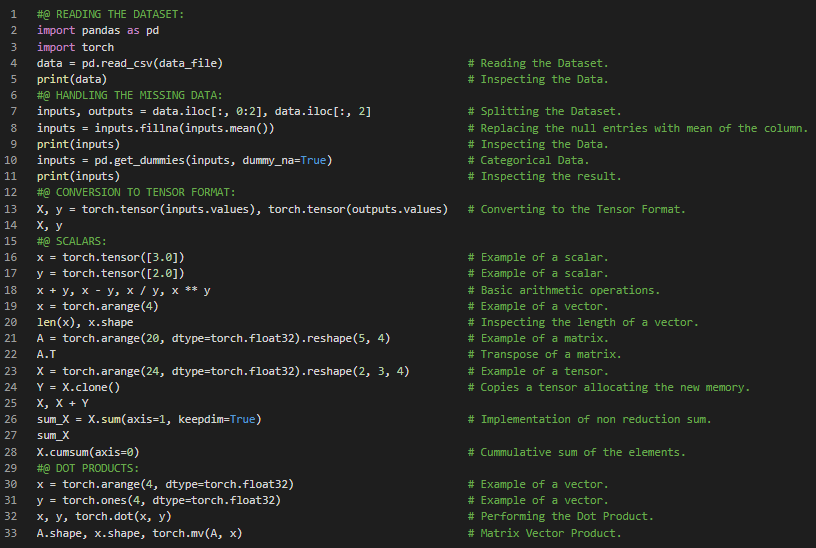 1 #@ READING THE DATASET:
2 import pandas as pd
3 import torch
4 data = pd.read_csv(data_file) # Reading the Dataset.
5 print(data) # Inspecting the Data.
6 #@ HANDLING THE MISSING DATA:
7 inputs, outputs = data.iloc[:, 0:2], data.iloc[:, 2] # Splitting the Dataset.
8 inputs = inputs.fillna(inputs.mean()) # Replacing the null entries with mean of the column.
9 print(inputs) # Inspecting the Data.
10 inputs = pd.get_dummies(inputs, dummy_na=True) # Categorical Data.
11 print(inputs) # Inspecting the result.
12 #@ CONVERSION TO TENSOR FORMAT:
13 X, y = torch.tensor(inputs.values), torch.tensor(outputs.values) # Converting to the Tensor Format.
14 X, y
15 #@ SCALARS:
16 x = torch.tensor([3.0]) # Example of a scalar.
17 y = torch.tensor([2.0]) # Example of a scalar.
18 x + y, x - y, x / y, x ** y # Basic arithmetic operations.
19 x = torch.arange(4) # Example of a vector.
20 len(x), x.shape # Inspecting the length of a vector.
21 A = torch.arange(20, dtype=torch.float32).reshape(5, 4) # Example of a matrix.
22 A.T # Transpose of a matrix.
23 X = torch.arange(24, dtype=torch.float32).reshape(2, 3, 4) # Example of a tensor.
24 Y = X.clone() # Copies a tensor allocating the new memory.
25 X, X + Y
26 sum_X = X.sum(axis=1, keepdim=True) # Implementation of non reduction sum.
27 sum_X
28 X.cumsum(axis=0) # Cummulative sum of the elements.
29 #@ DOT PRODUCTS:
30 x = torch.arange(4, dtype=torch.float32) # Example of a vector.
31 y = torch.ones(4, dtype=torch.float32) # Example of a vector.
32 x, y, torch.dot(x, y) # Performing the Dot Product.
33 A.shape, x.shape, torch.mv(A, x) # Matrix Vector Product.